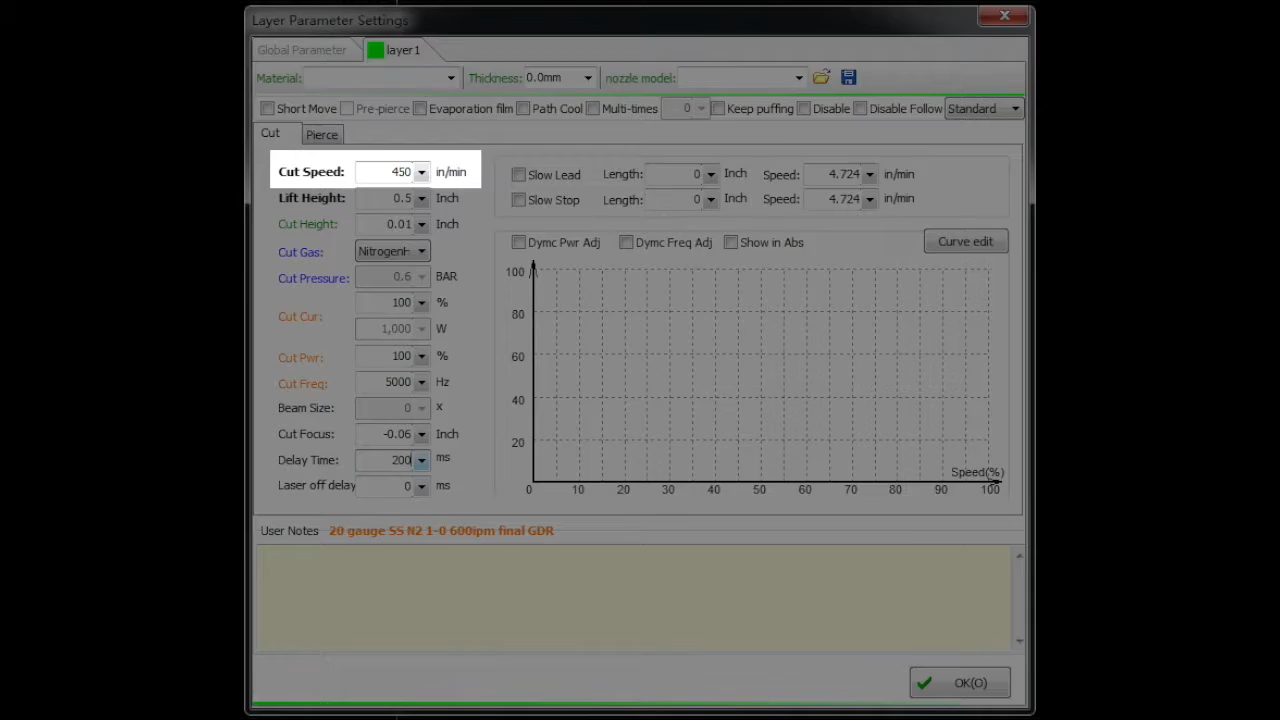 Layer Parameter Settings
Global Parameter layer1
Material: Thickness: 0.0mm nozzle model:
Short Move Pre-pierce Evaporation film Path Cool Multi-times 0 Keep puffing Disable Disable Follow Standard
Cut Pierce
Cut Speed: 450 in/min
Slow Lead Length: 0 Inch Speed: 4.724 in/min
Lift Height: 0.5 Inch
Slow Stop Length: 0 Inch Speed: 4.724 in/min
Cut Height: 0.01 Inch
Dymc Pwr Adj Dymc Freq Adj Show in Abs Curve edit
Cut Gas:
Cut Pressure: 0.6 BAR
100 %
Cut Cur:
1,000 W
Cut Pwr: 100 %
Cut Freq: 5000 Hz
Beam Size: 0 x
Cut Focus: -0.06 Inch
Delay Time: 200 ms
Laser off delay 0 ms
100
80
60
40
20
Speed(%)
0 10 20 30 40 50 60 70 80 90 100
User Notes 20 gauge SS N2 1-0 600ipm final GDR
OK(O)